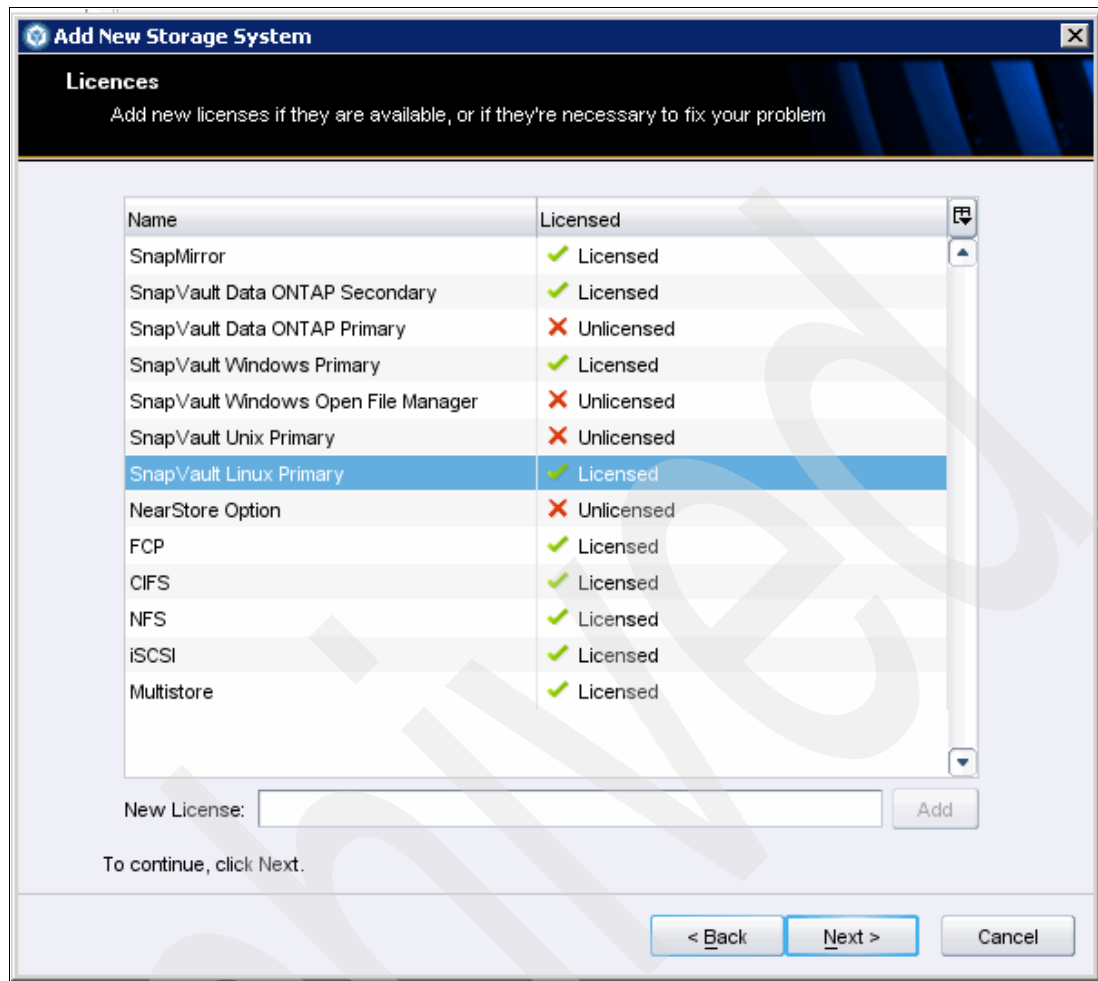 Add New Storage System
Licences
Add new licenses if they are available, or if they're necessary to fix your problem
Name Licensed
SnapMirror Licensed
SnapVault Data ONTAP Secondary Licensed
SnapVault Data ONTAP Primary Unlicensed
SnapVault Windows Primary Licensed
SnapVault Windows Open File Manager Unlicensed
SnapVault Unix Primary Unlicensed
SnapVault Linux Primary Licensed
NearStore Option Unlicensed
FCP Licensed
CIFS Licensed
NFS Licensed
iSCSI Licensed
Multistore Licensed
New License: Add
To continue, click Next.
< Back Next > Cancel